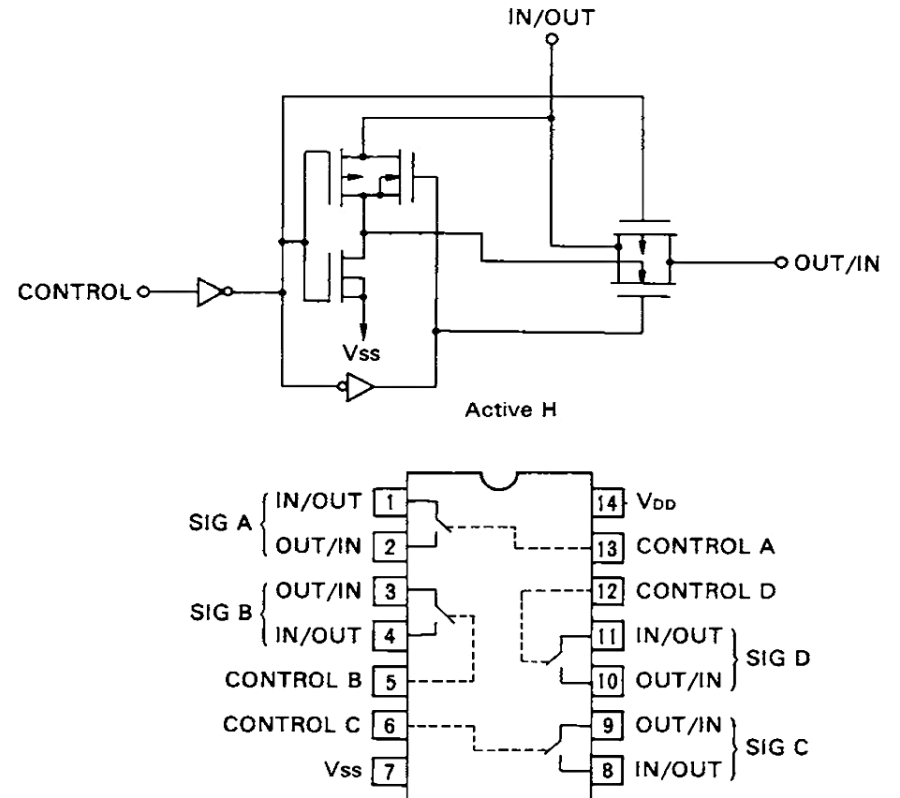 IN/OUT
OUT/IN
CONTROL
Vss
Active H
SIG A
IN/OUT 1
OUT/IN 2
SIG B
OUT/IN 3
IN/OUT 4
CONTROL B 5
CONTROL C 6
Vss 7
14 VDD
13 CONTROL A
12 CONTROL D
11 IN/OUT
10 OUT/IN
SIG D
9 OUT/IN
8 IN/OUT
SIG C